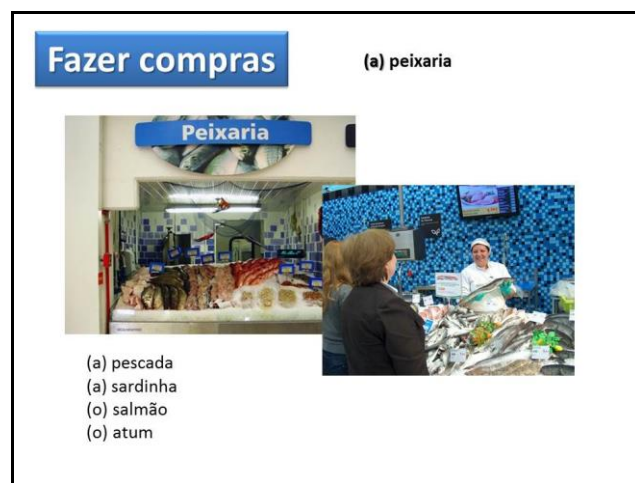 Fazer compras
(a) peixaria
Peixaria
(a) pescada
(a) sardinha
(o) salmão
(o) atum